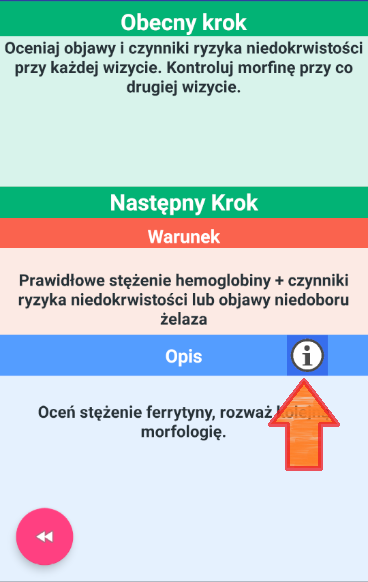 Obecny krok
Oceniaj objawy i czynniki ryzyka niedokrwistości
przy każdej wizycie. Kontroluj morfinę przy co
drugiej wizycie.
Następny Krok
Warunek
Prawidłowe stężenie hemoglobiny + czynniki
ryzyka niedokrwistości lub objawy niedoboru
żelaza
Opis
Oceń stężenie ferrytyny, rozważ
morfologię.